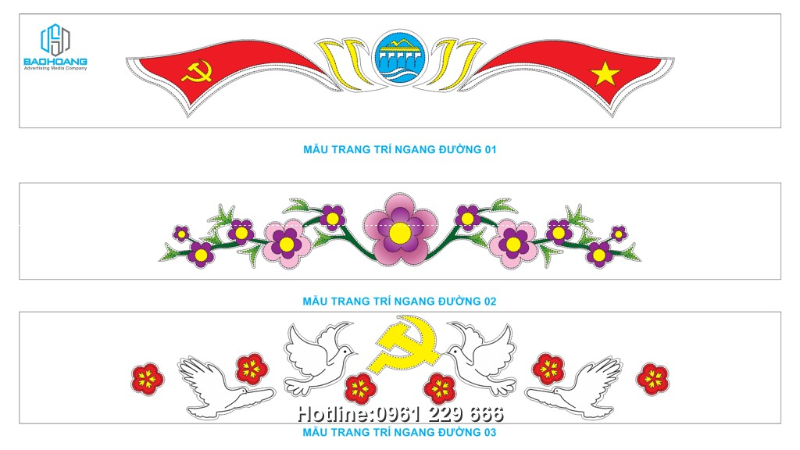 BAOHOANG
Advertising Media Company
MẪU TRANG TRÍ NGANG ĐƯỜNG 01
MẪU TRANG TRÍ NGANG ĐƯỜNG 02
Hotline:0961 229 666
MẪU TRANG TRÍ NGANG ĐƯỜNG 03